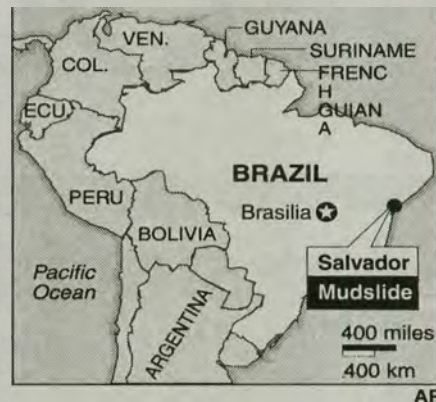 GUYANA
VEN.
SURINAME
COL.
FRENC
H
GUIAN
A
ECU.
BRAZIL
PERU
Brasilia
BOLIVIA
Salvador
Mudslide
Pacific
Ocean
ARGENTINA
400 miles
400 km
AP